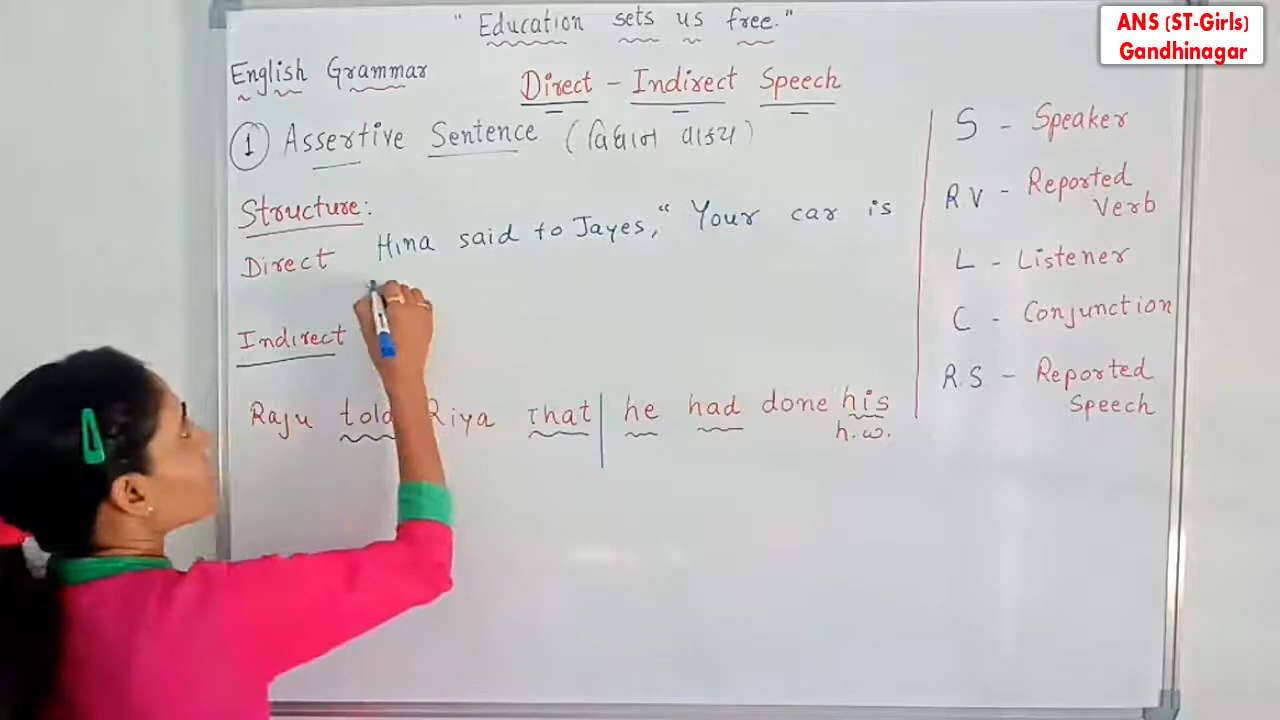 "Education sets us free."
ANS (ST-Girls)
Gandhinagar
English Grammar
Direct - Indirect Speech
① Assertive Sentence (વિધાન વાક્ય)
Structure:
Direct Hina said to Jayes, "Your car is
Indirect
Raju told Riya that | he had done his
h.w.
S - Speaker
RV - Reported
Verb
L - Listener
C - Conjunction
R.S - Reported
Speech